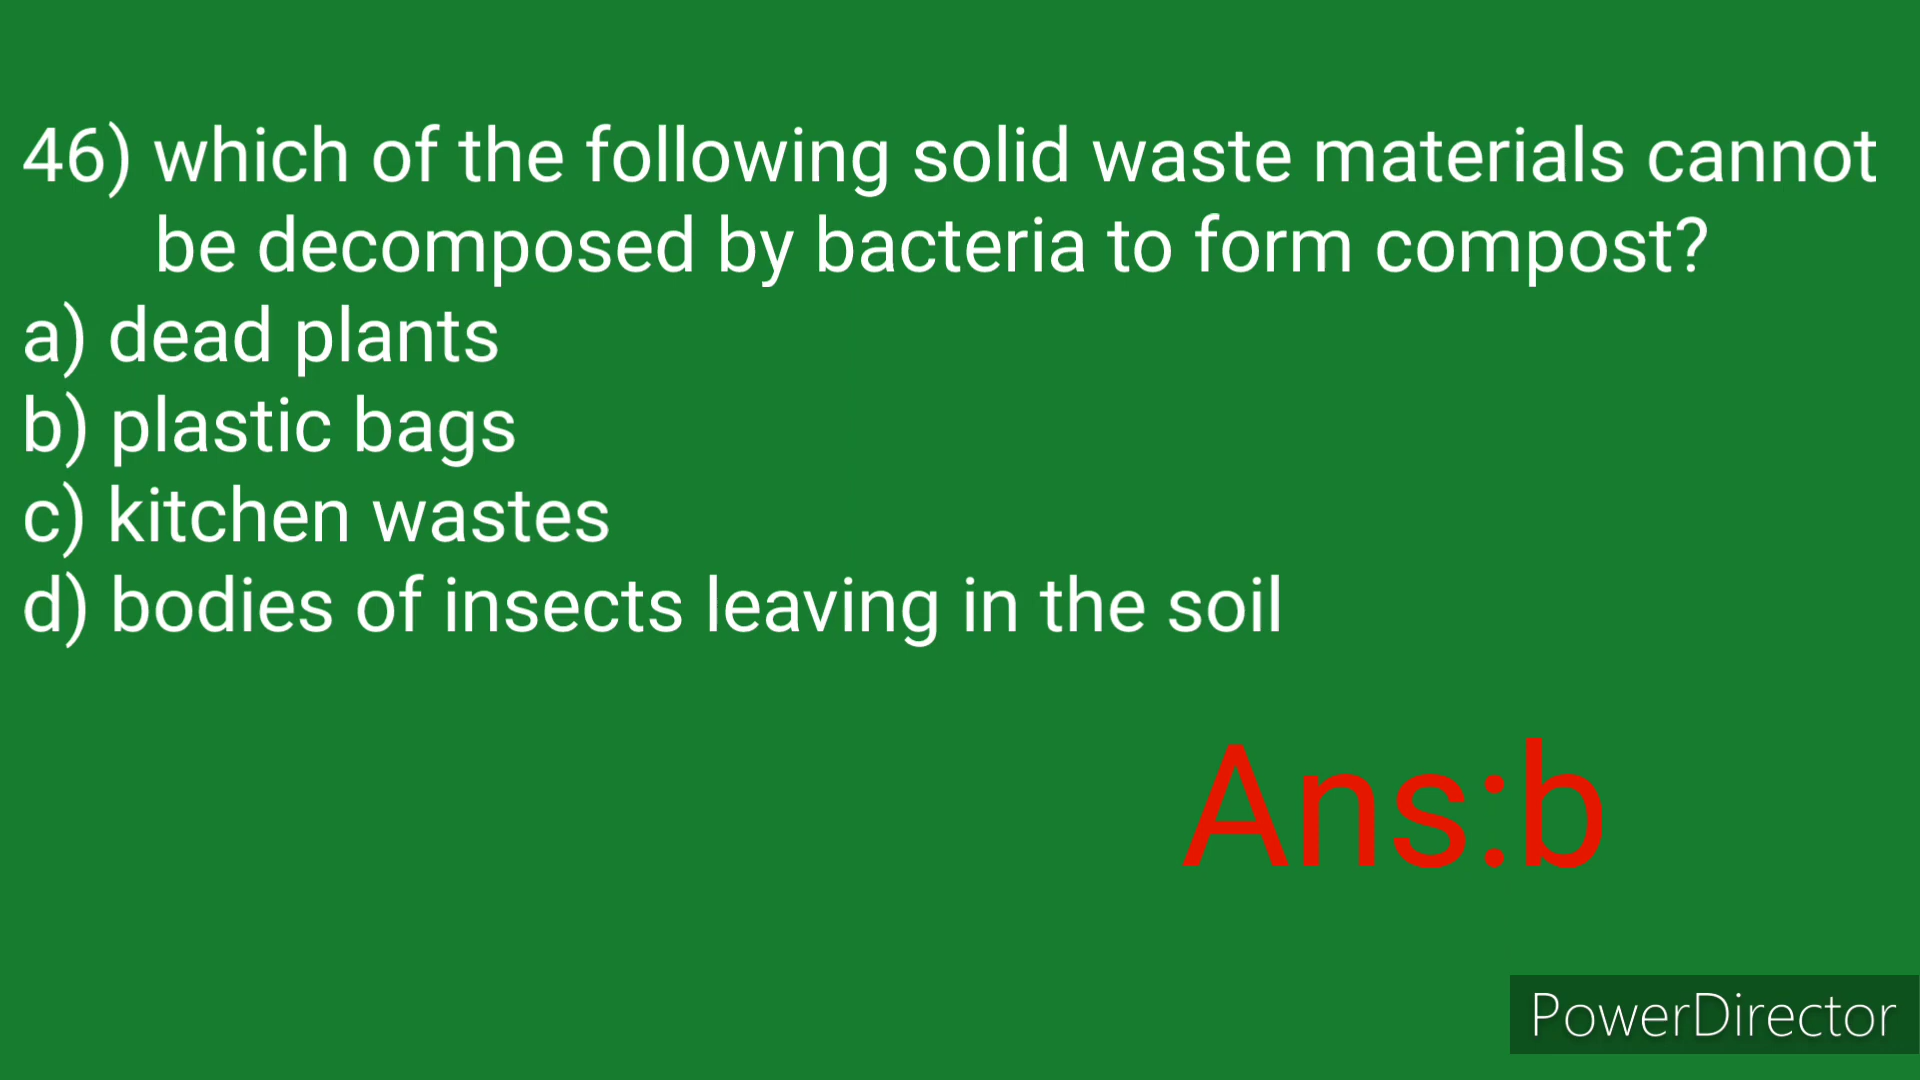 46) which of the following solid waste materials cannot
be decomposed by bacteria to form compost?
a) dead plants
b) plastic bags
c) kitchen wastes
d) bodies of insects leaving in the soil
Ans:b
PowerDirector